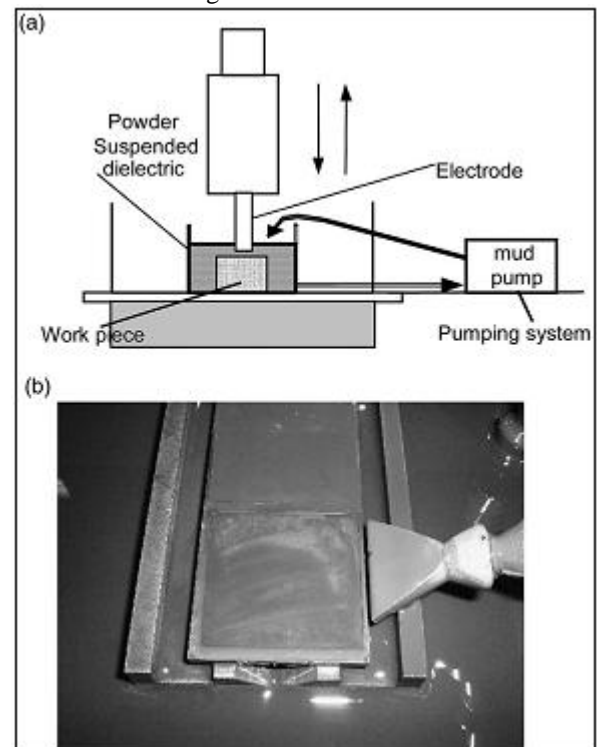 (a)
Powder
Suspended
dielectric
Electrode
mud
pump
Work piece
Pumping system
(b)